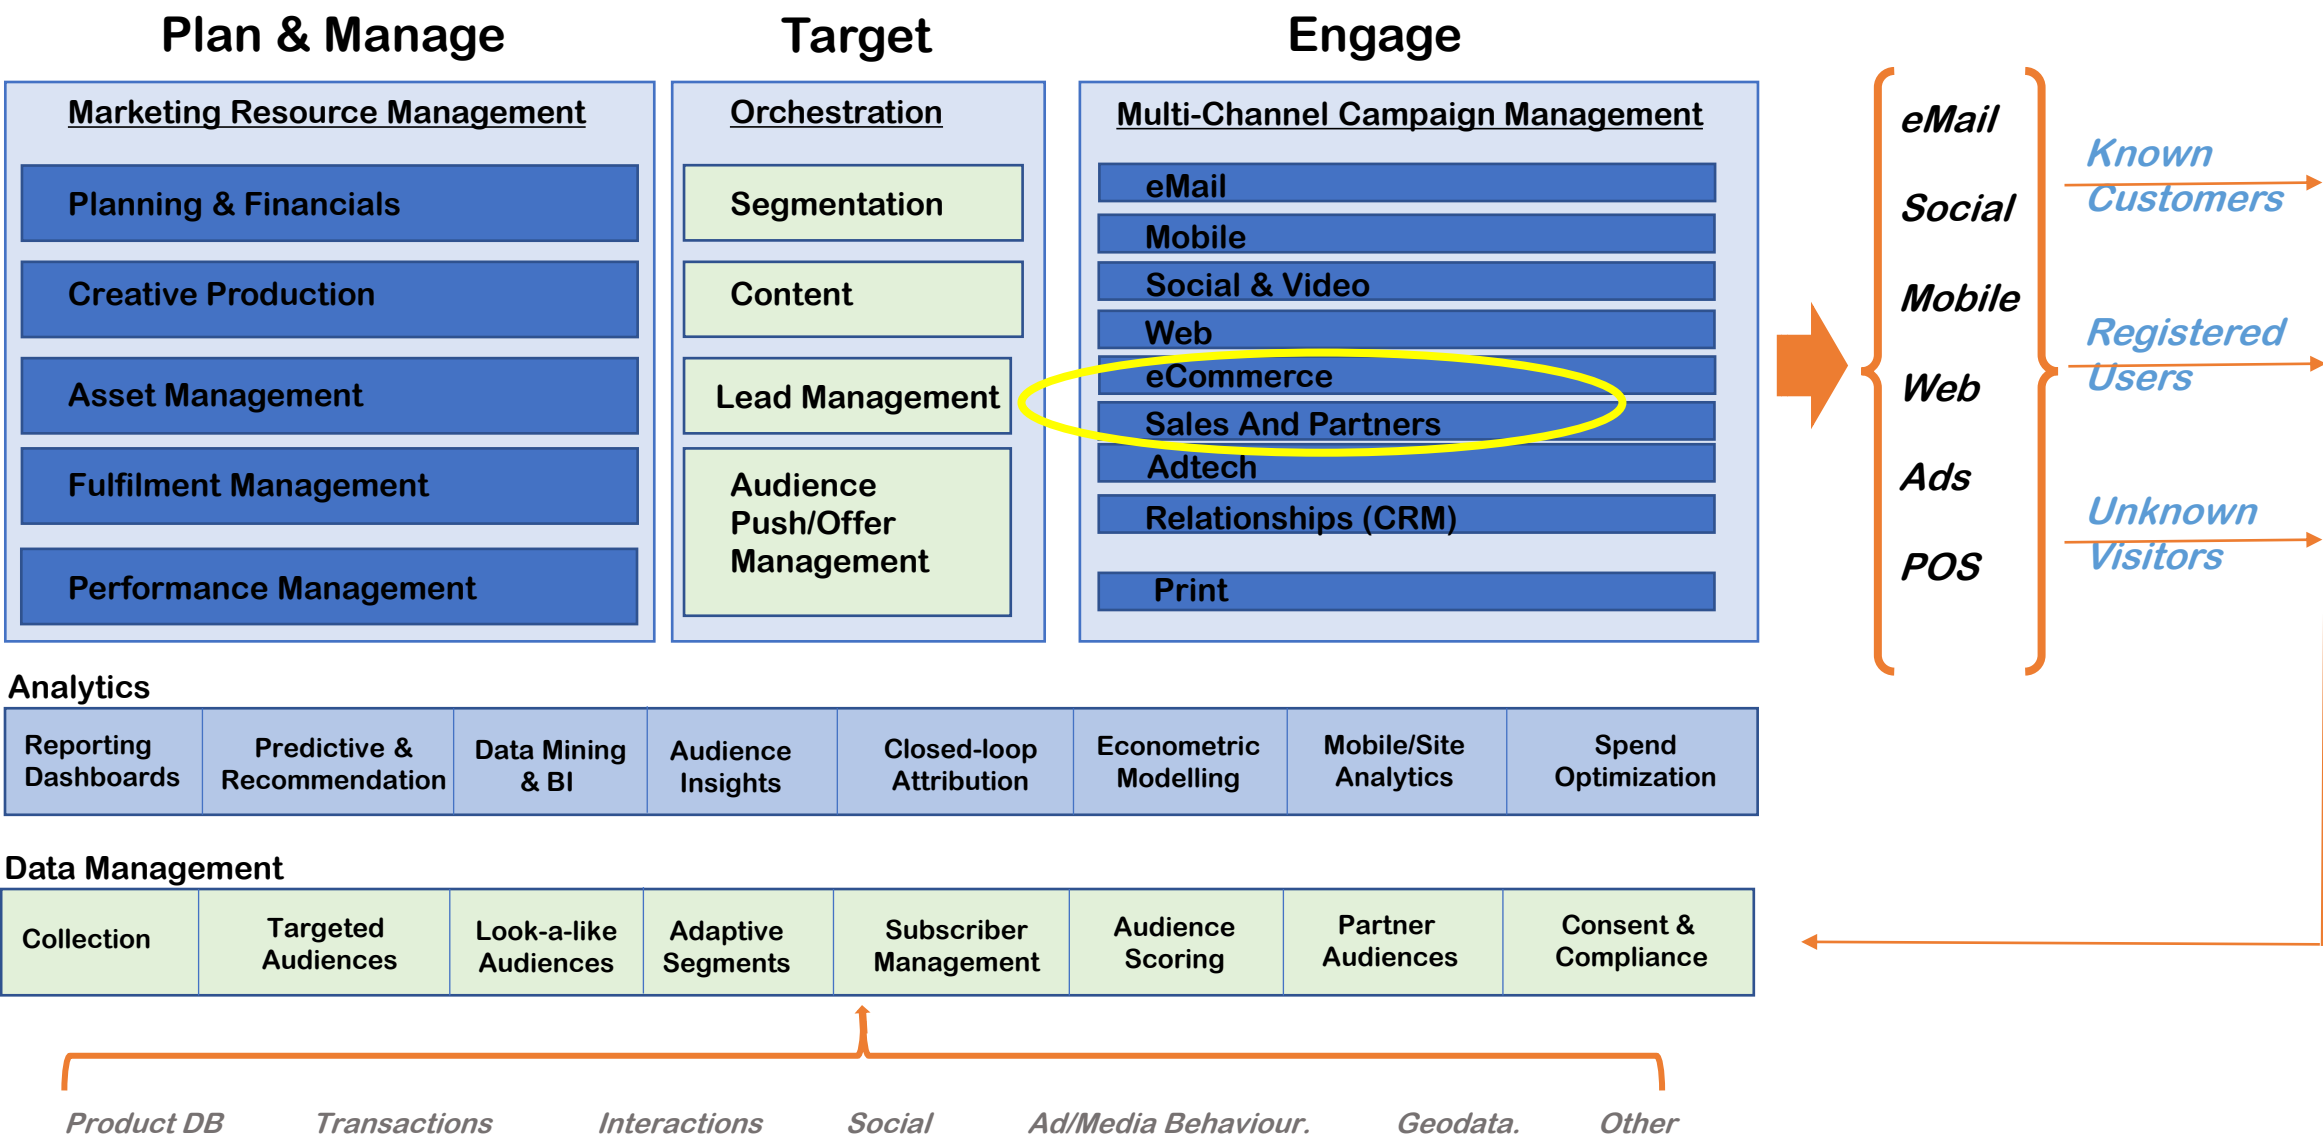 Plan & Manage
Target
Engage
Marketing Resource Management
Planning & Financials
Creative Production
Asset Management
Fulfilment Management
Performance Management
Orchestration
Segmentation
Content
Lead Management
Audience
Push/Offer
Management
Multi-Channel Campaign Management
eMail
Mobile
Social & Video
Web
eCommerce
Sales And Partners
Adtech
Relationships (CRM)
Print
eMail
Social
Mobile
Web
Ads
POS
Known
Customers
Registered
Users
Unknown
Visitors
Analytics
Reporting
Dashboards
Predictive &
Recommendation
Data Mining
& BI
Audience
Insights
Closed-loop
Attribution
Econometric
Modelling
Mobile/Site
Analytics
Spend
Optimization
Data Management
Collection
Targeted
Audiences
Look-a-like
Audiences
Adaptive
Segments
Subscriber
Management
Audience
Scoring
Partner
Audiences
Consent &
Compliance
Product DB
Transactions
Interactions
Social
Ad/Media Behaviour.
Geodata.
Other